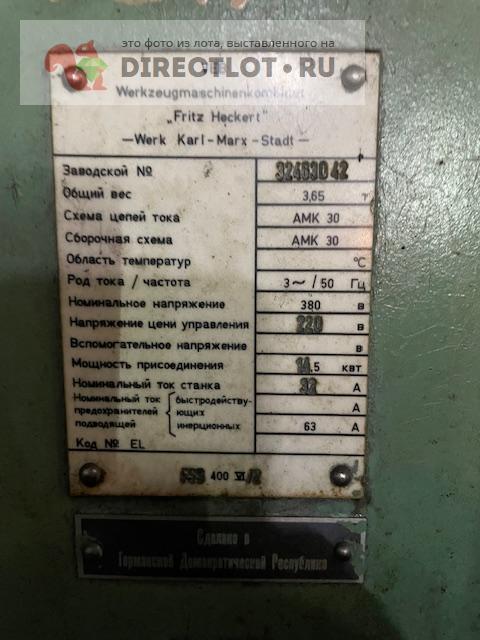 это фото из лота, выставленного на
DIRECTLOT.RU
Werkzeugmaschinenkombinat
„Fritz Heckert"
—Werk Karl-Marx-Stadt—
Заводской № 32463042
Общий вес 3,65 т
Схема цепей тока АМК 30
Сборочная схема АМК 30
Область температур °C
Род тока / частота 3~/50 Гц
Номинальное напряжение 380 в
Напряжение цепи управления 220 в
Вспомогательное напряжение в
Мощность присоединения 14.5 квт
Номинальный ток станка 32 А
Номинальный ток предохранителей подводящей
быстродейству-
ющих А
инерционных 63 А
Код № EL
400 VI/2
Сделано в
Германской Демократической Республике